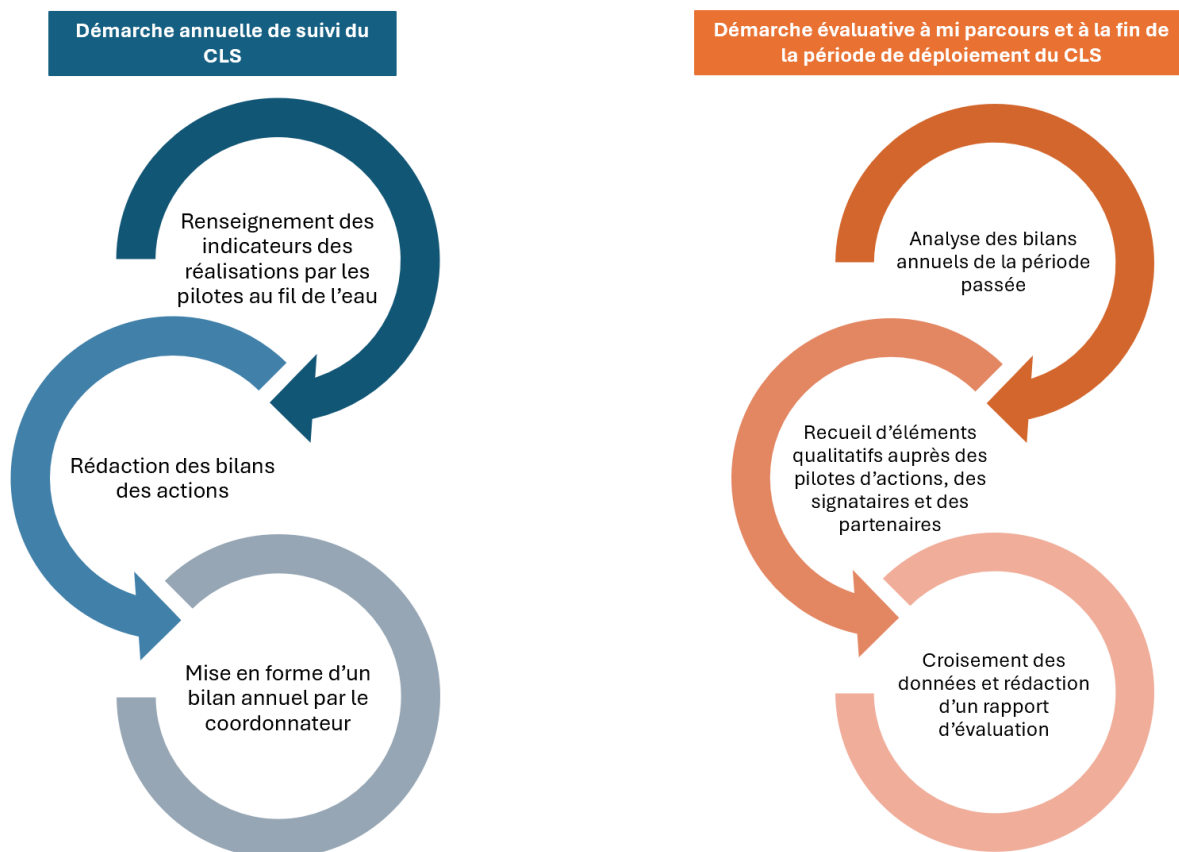 Démarche annuelle de suivi du
CLS
Renseignement des
indicateurs des
réalisations par les
pilotes au fil de l’eau
Rédaction des bilans
des actions
Mise en forme d’un
bilan annuel par le
coordonnateur
Démarche évaluative à mi parcours et à la fin de
la période de déploiement du CLS
Analyse des bilans
annuels de la période
passée
Recueil d’éléments
qualitatifs auprès des
pilotes d’actions, des
signataires et des
partenaires
Croisement des
données et rédaction
d’un rapport
d’évaluation